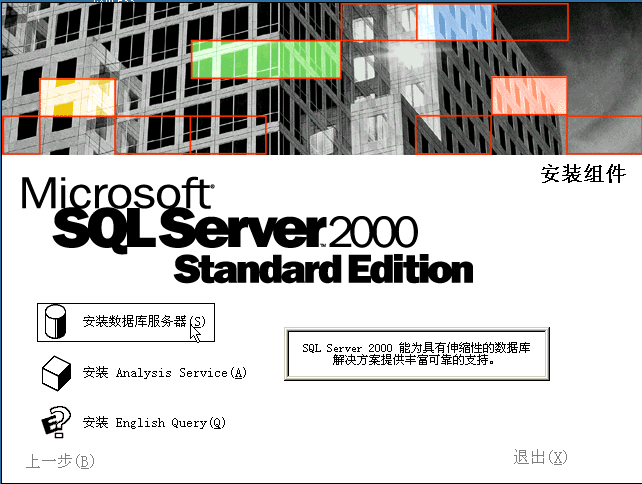 安装组件
Microsoft®
SQL Server™ 2000
Standard Edition
安装数据库服务器(S)
SQL Server 2000 能为具有伸缩性的数据库
解决方案提供丰富可靠的支持。
安装 Analysis Service(A)
安装 English Query(Q)
上一步(B)
退出(X)